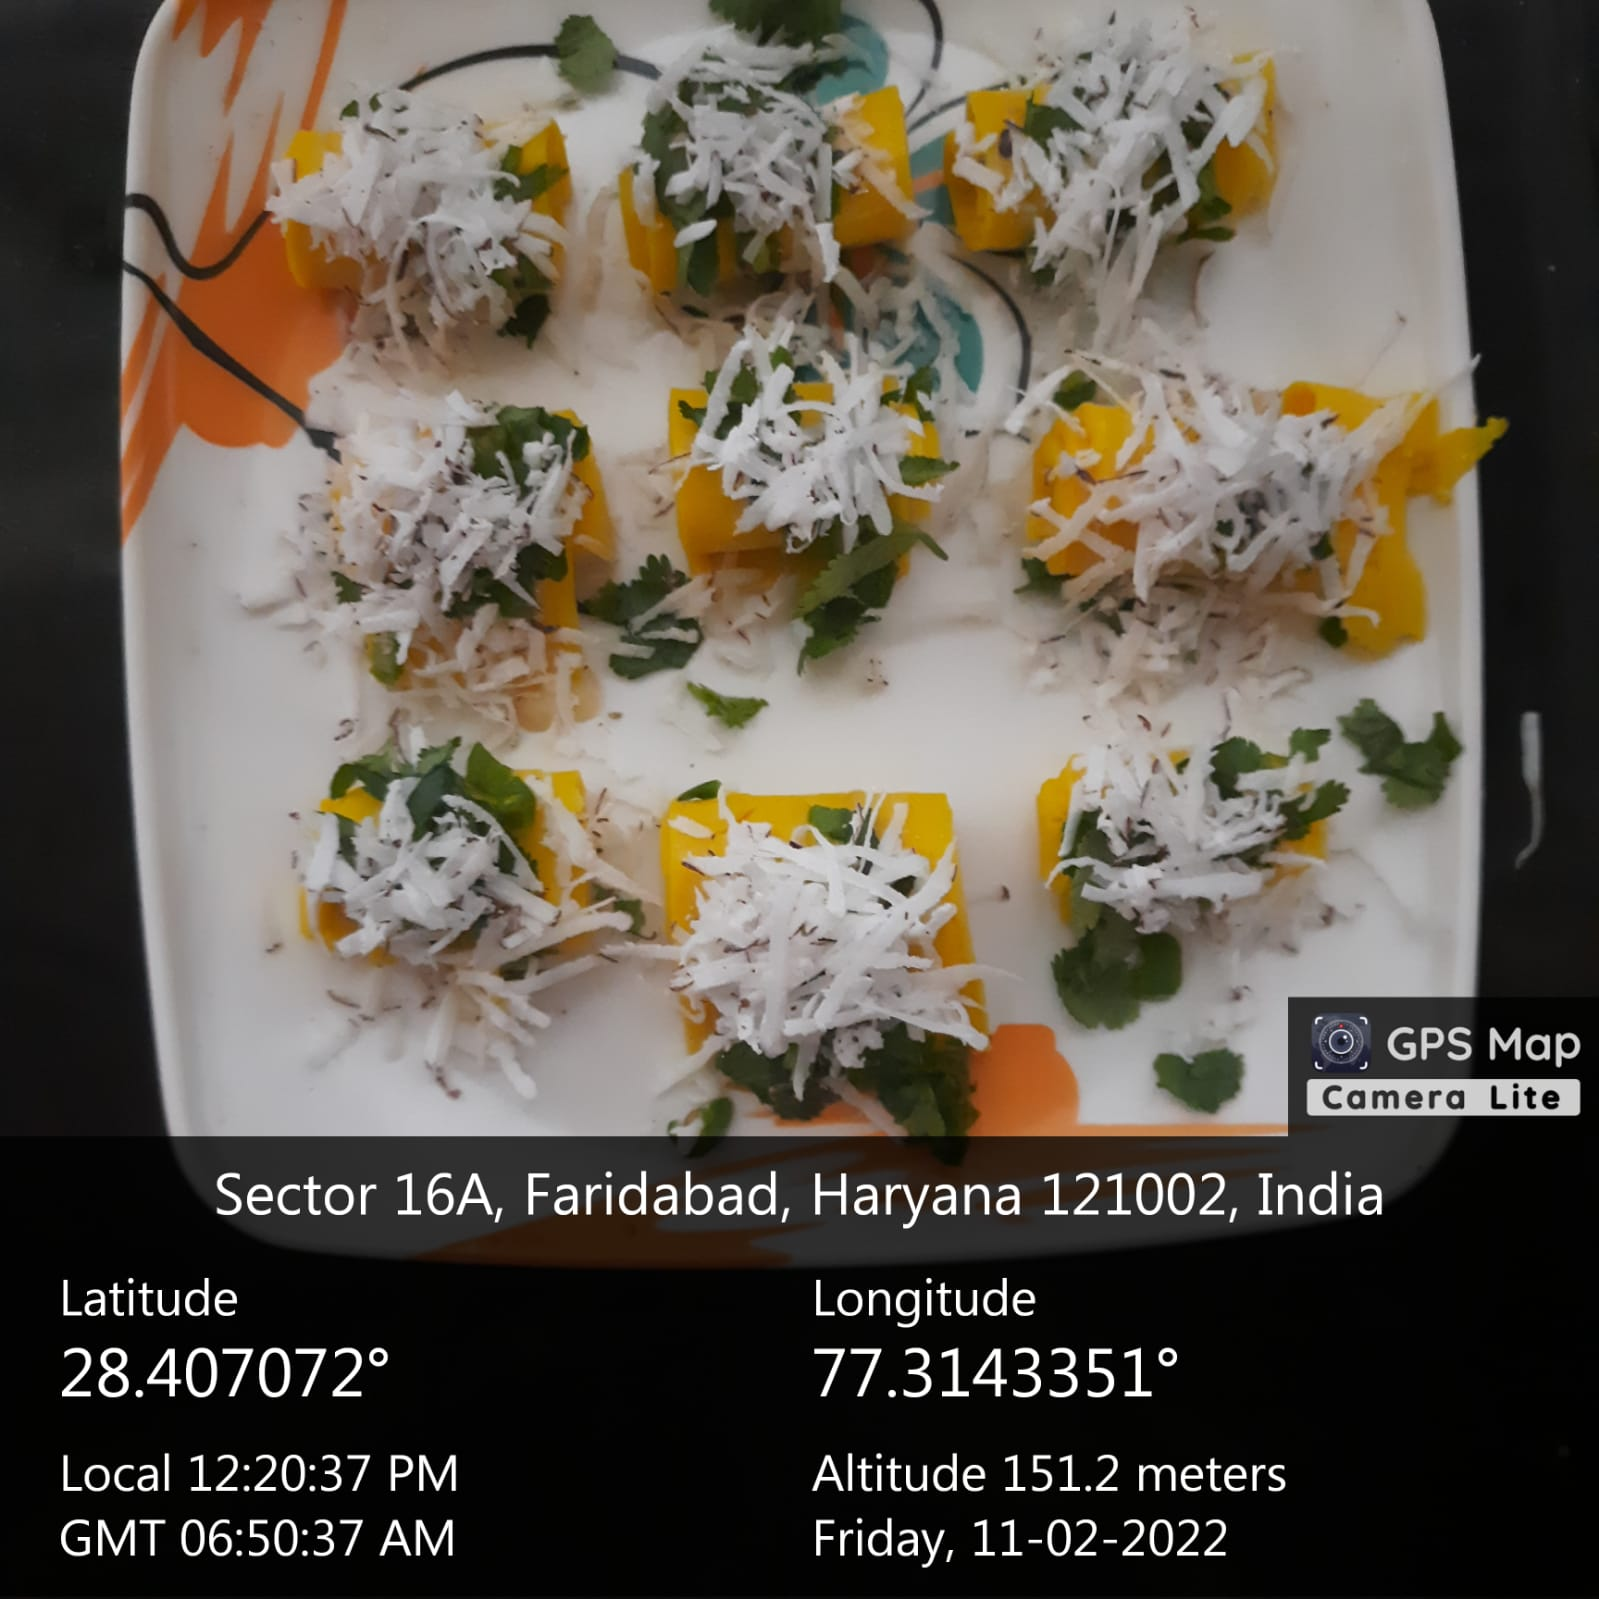 GPS Map
Camera Lite
Sector 16A, Faridabad, Haryana 121002, India
Latitude
28.407072°
Longitude
77.3143351°
Local 12:20:37 PM
GMT 06:50:37 AM
Altitude 151.2 meters
Friday, 11-02-2022